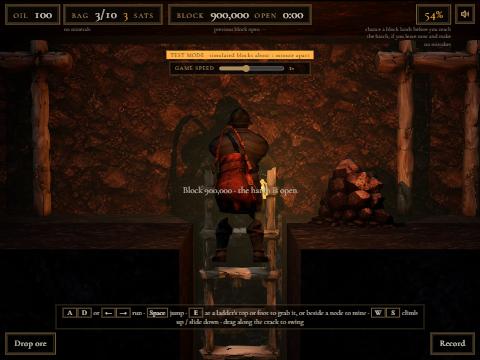 OIL 100
BAG 3/10 3 SATS
BLOCK 900,000 OPEN 0:00
54%
no minerals
previous block open
chance a block lands before you reach
the hatch, if you leave now and make
no mistakes
TEST MODE · simulated blocks about 1 minute apart
GAME SPEED 1×
Block 900,000 - the hatch is open.
A D or ← → run · Space jump · E at a ladder's top or foot to grab it, or beside a node to mine · W S climb
up / slide down · drag along the crack to swing
Drop ore
Record